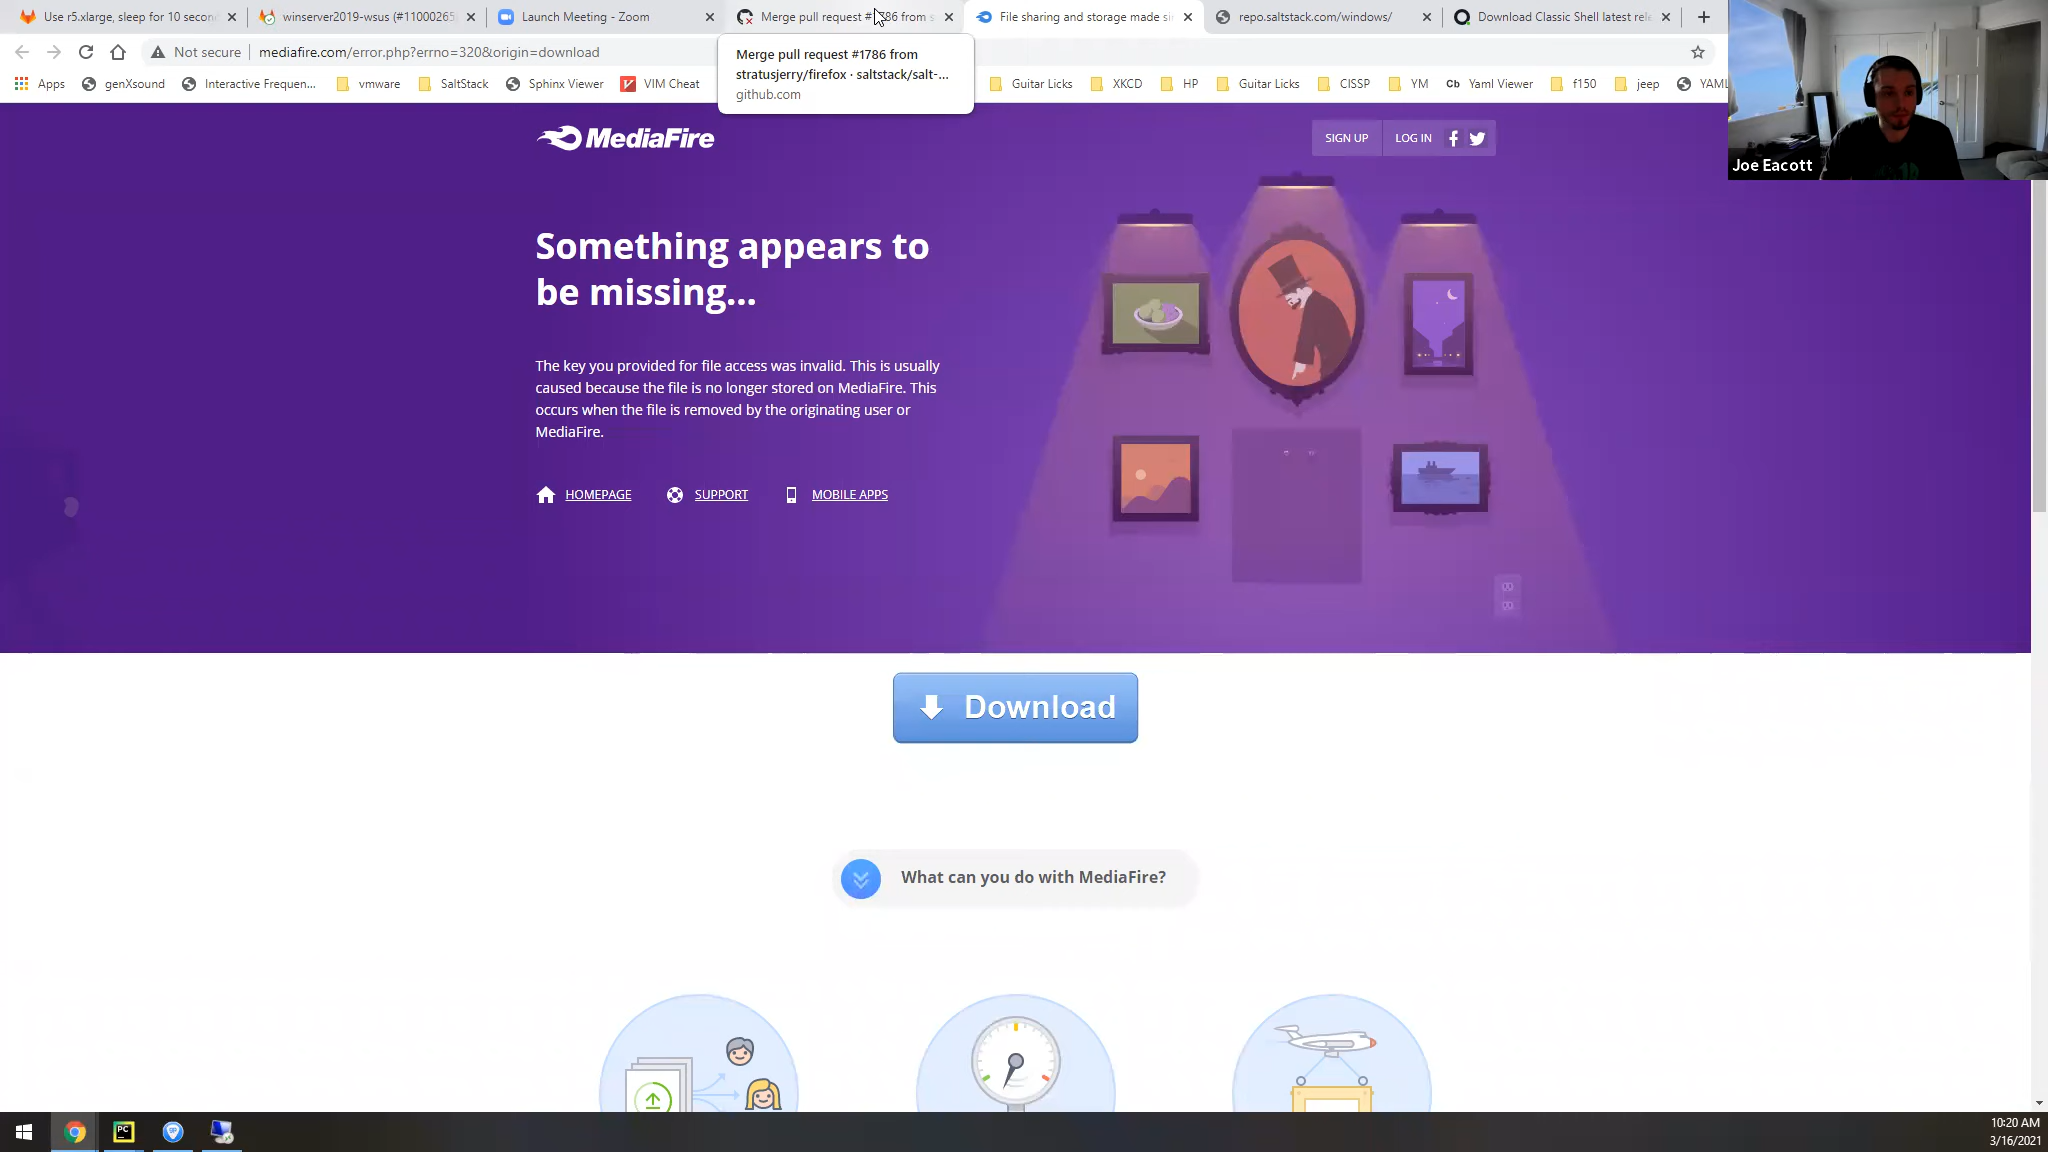 Use r5.xlarge, sleep for 10 secon
winserver2019-wsus (#11000265
Launch Meeting - Zoom
Merge pull request #1786 from s
File sharing and storage made si
repo.saltstack.com/windows/
Download Classic Shell latest rele
Not secure
mediafire.com/error.php?errno=320&origin=download
Merge pull request #1786 from
stratusjerry/firefox · saltstack/salt-...
github.com
Apps
genXsound
Interactive Frequen...
vmware
SaltStack
Sphinx Viewer
VIM Cheat
Guitar Licks
XKCD
HP
Guitar Licks
CISSP
YM
Cb Yaml Viewer
f150
jeep
YAML
Joe Eacott
MediaFire
SIGN UP
LOG IN
Something appears to
be missing...
The key you provided for file access was invalid. This is usually
caused because the file is no longer stored on MediaFire. This
occurs when the file is removed by the originating user or
MediaFire.
HOMEPAGE
SUPPORT
MOBILE APPS
Download
What can you do with MediaFire?
PC
10:20 AM
3/16/2021